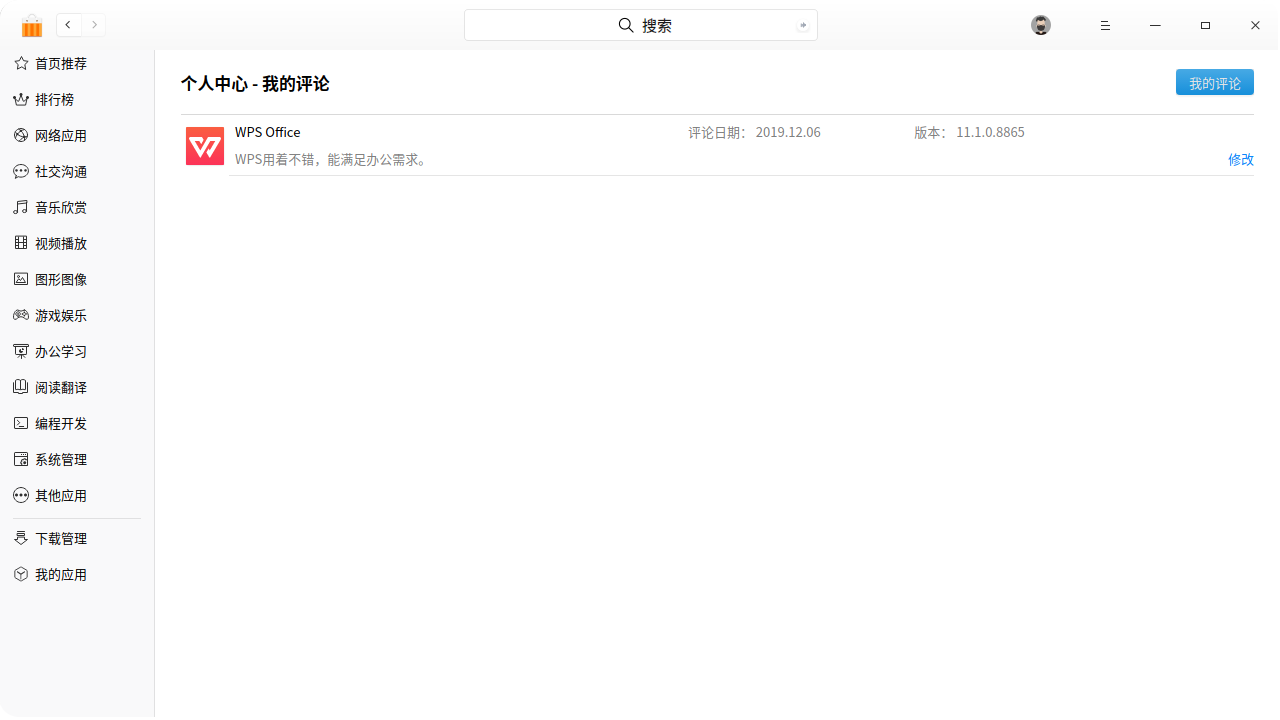 搜索
首页推荐
排行榜
网络应用
社交沟通
音乐欣赏
视频播放
图形图像
游戏娱乐
办公学习
阅读翻译
编程开发
系统管理
其他应用
下载管理
我的应用
个人中心 - 我的评论
我的评论
WPS Office 评论日期： 2019.12.06 版本： 11.1.0.8865
WPS用着不错，能满足办公需求。 修改